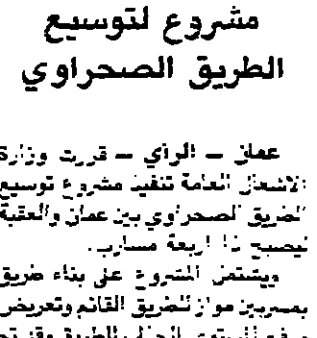 مشروع لتوسيع
الطريق الصحراوي
عمان – الرأي – قررت وزارة
الاشغال العامة تنفيذ مشروع توسيع
الطريق الصحراوي بين عمان والعقبة
ليصبح ذا اربعة مسارب.
ويشتمل المشروع على بناء طريق
بمسربين مواز للطريق القائم وتعريض